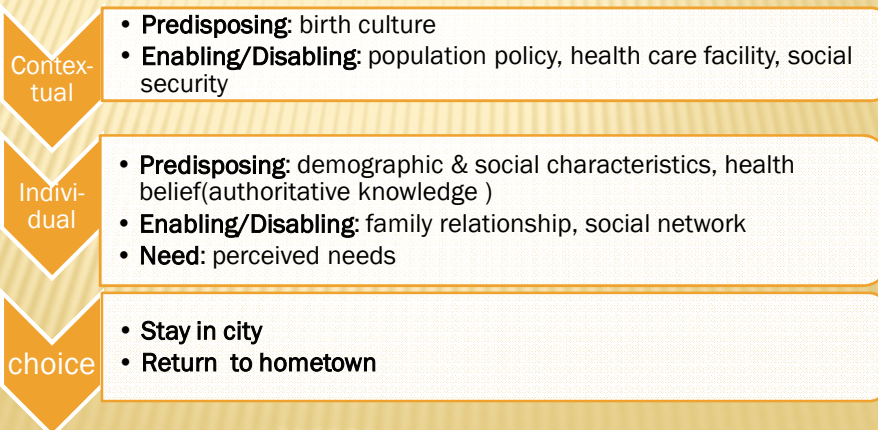 Contex-
tual
• Predisposing: birth culture
• Enabling/Disabling: population policy, health care facility, social
security
Indivi-
dual
• Predisposing: demographic & social characteristics, health
belief(authoritative knowledge )
• Enabling/Disabling: family relationship, social network
• Need: perceived needs
choice
• Stay in city
• Return  to hometown